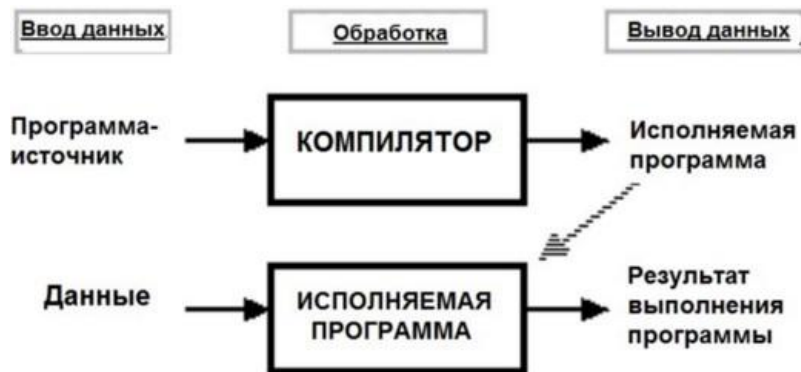 Ввод данных
Обработка
Вывод данных
Программа-
источник
КОМПИЛЯТОР
Исполняемая
программа
Данные
ИСПОЛНЯЕМАЯ
ПРОГРАММА
Результат
выполнения
программы